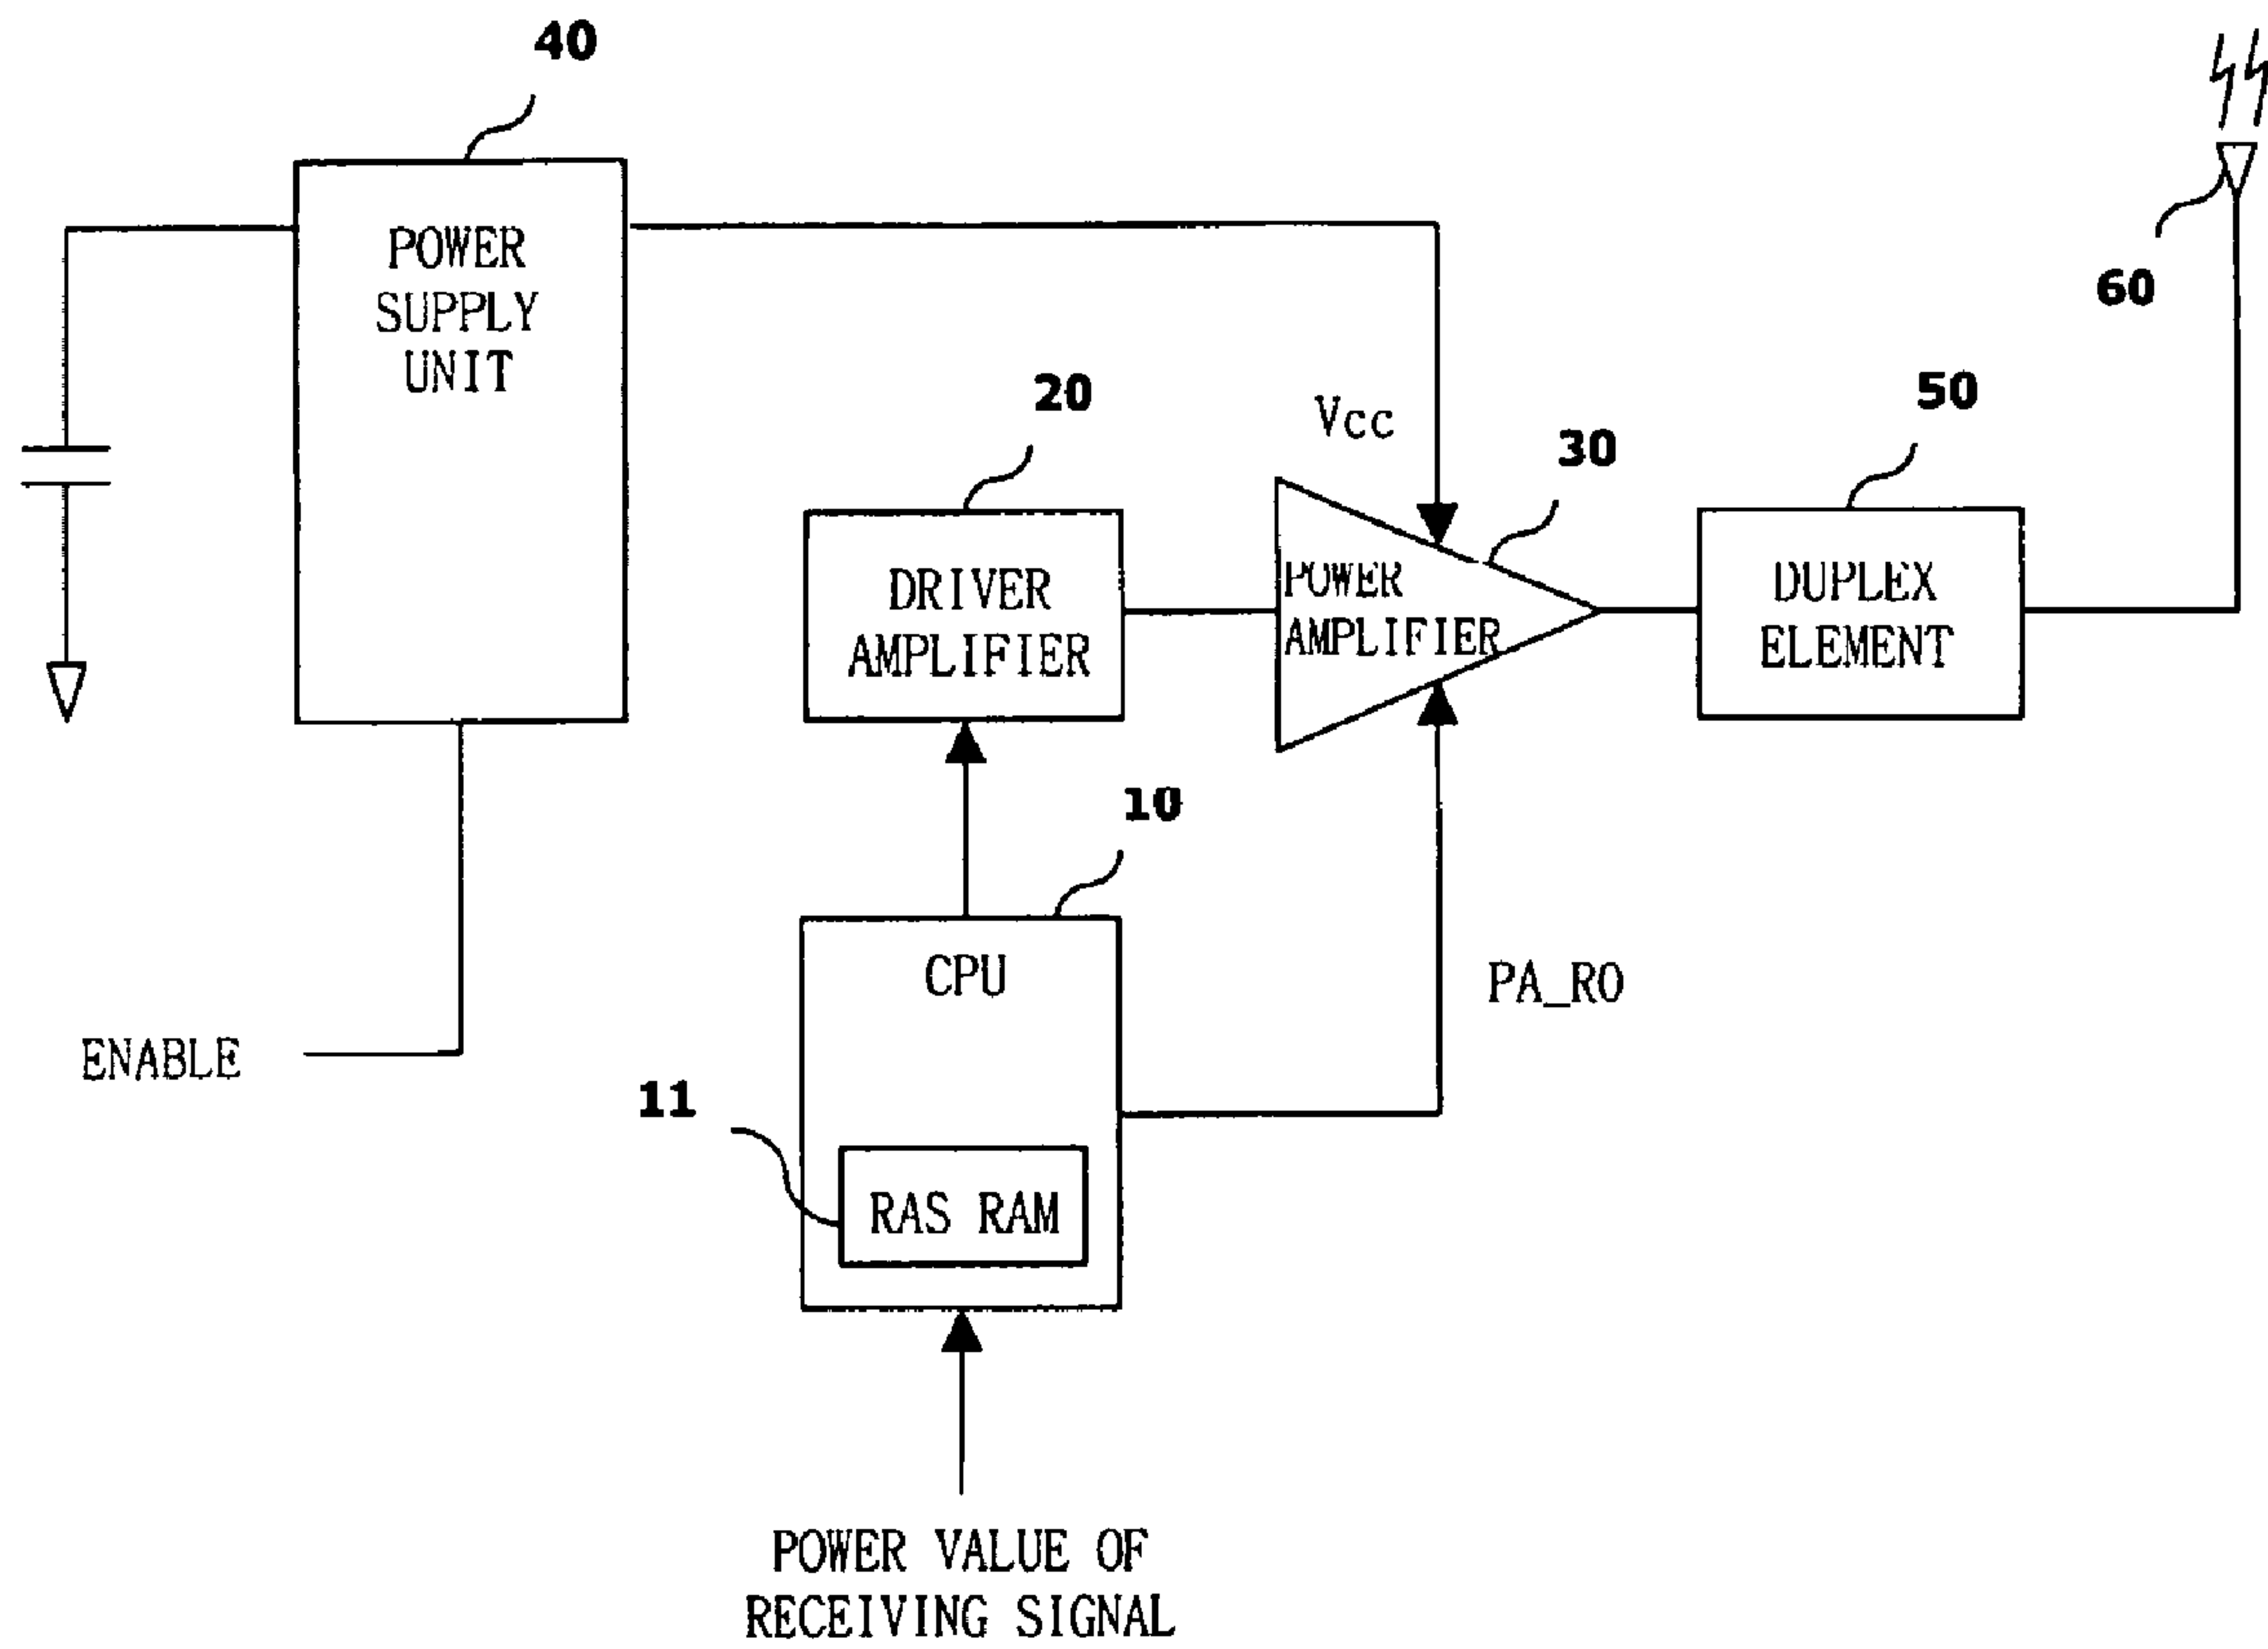 40
POWER
SUPPLY
UNIT
60
20
Vcc
30
50
DRIVER
AMPLIFIER
POWER
AMPLIFIER
DUPLEX
ELEMENT
10
CPU
PA_RO
ENABLE
11
RAS RAM
POWER VALUE OF
RECEIVING SIGNAL